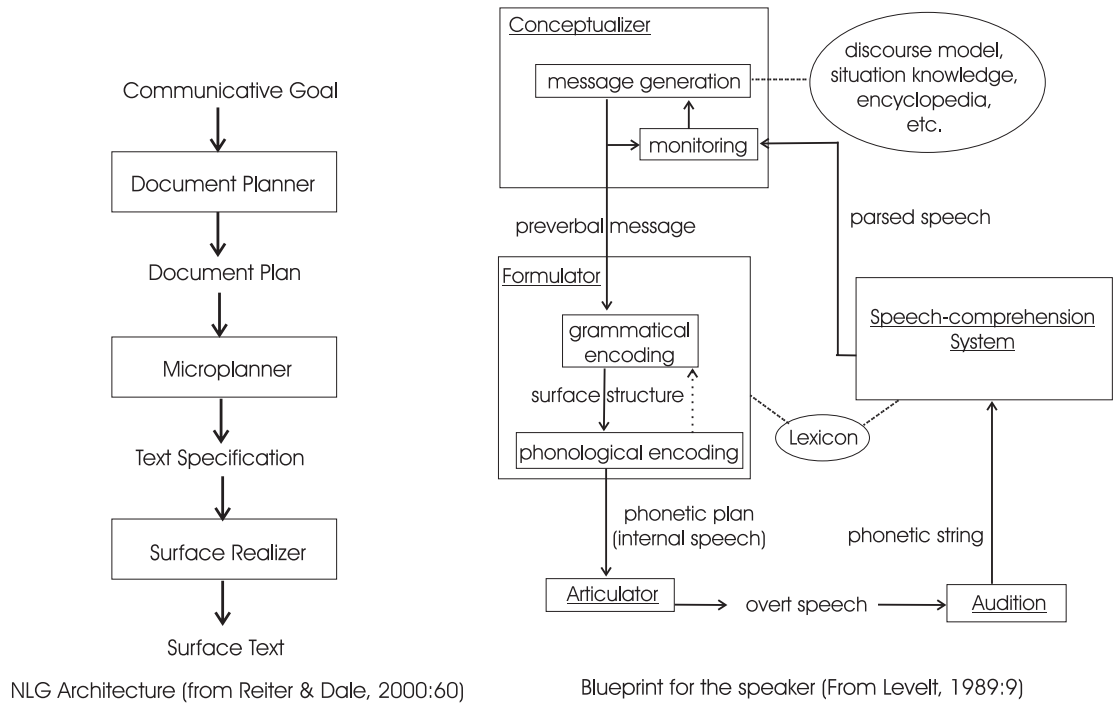 Communicative Goal
Document Planner
Document Plan
Microplanner
Text Specification
Surface Realizer
Surface Text
NLG Architecture (from Reiter & Dale, 2000:60)
Conceptualizer
message generation
monitoring
discourse model,
situation knowledge,
encyclopedia,
etc.
preverbal message
parsed speech
Formulator
grammatical
encoding
surface structure
phonological encoding
Lexicon
Speech-comprehension
System
phonetic plan
(internal speech)
phonetic string
Articulator
overt speech
Audition
Blueprint for the speaker (From Levelt, 1989:9)